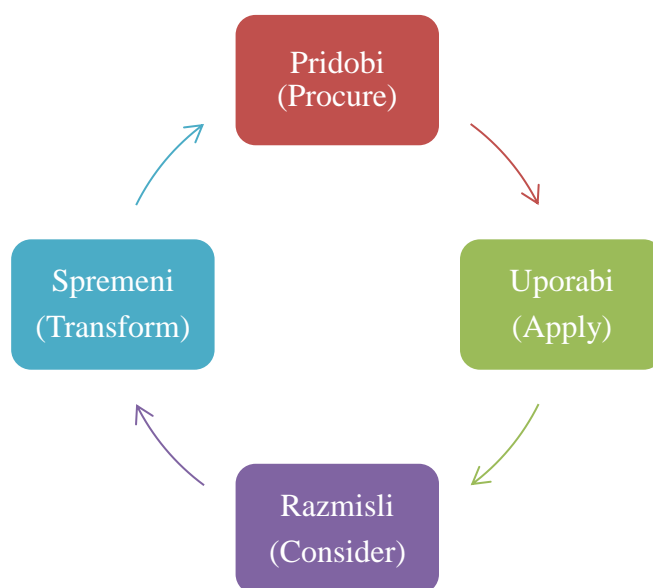 Pridobi
(Procure)
Uporabi
(Apply)
Razmisli
(Consider)
Spremeni
(Transform)